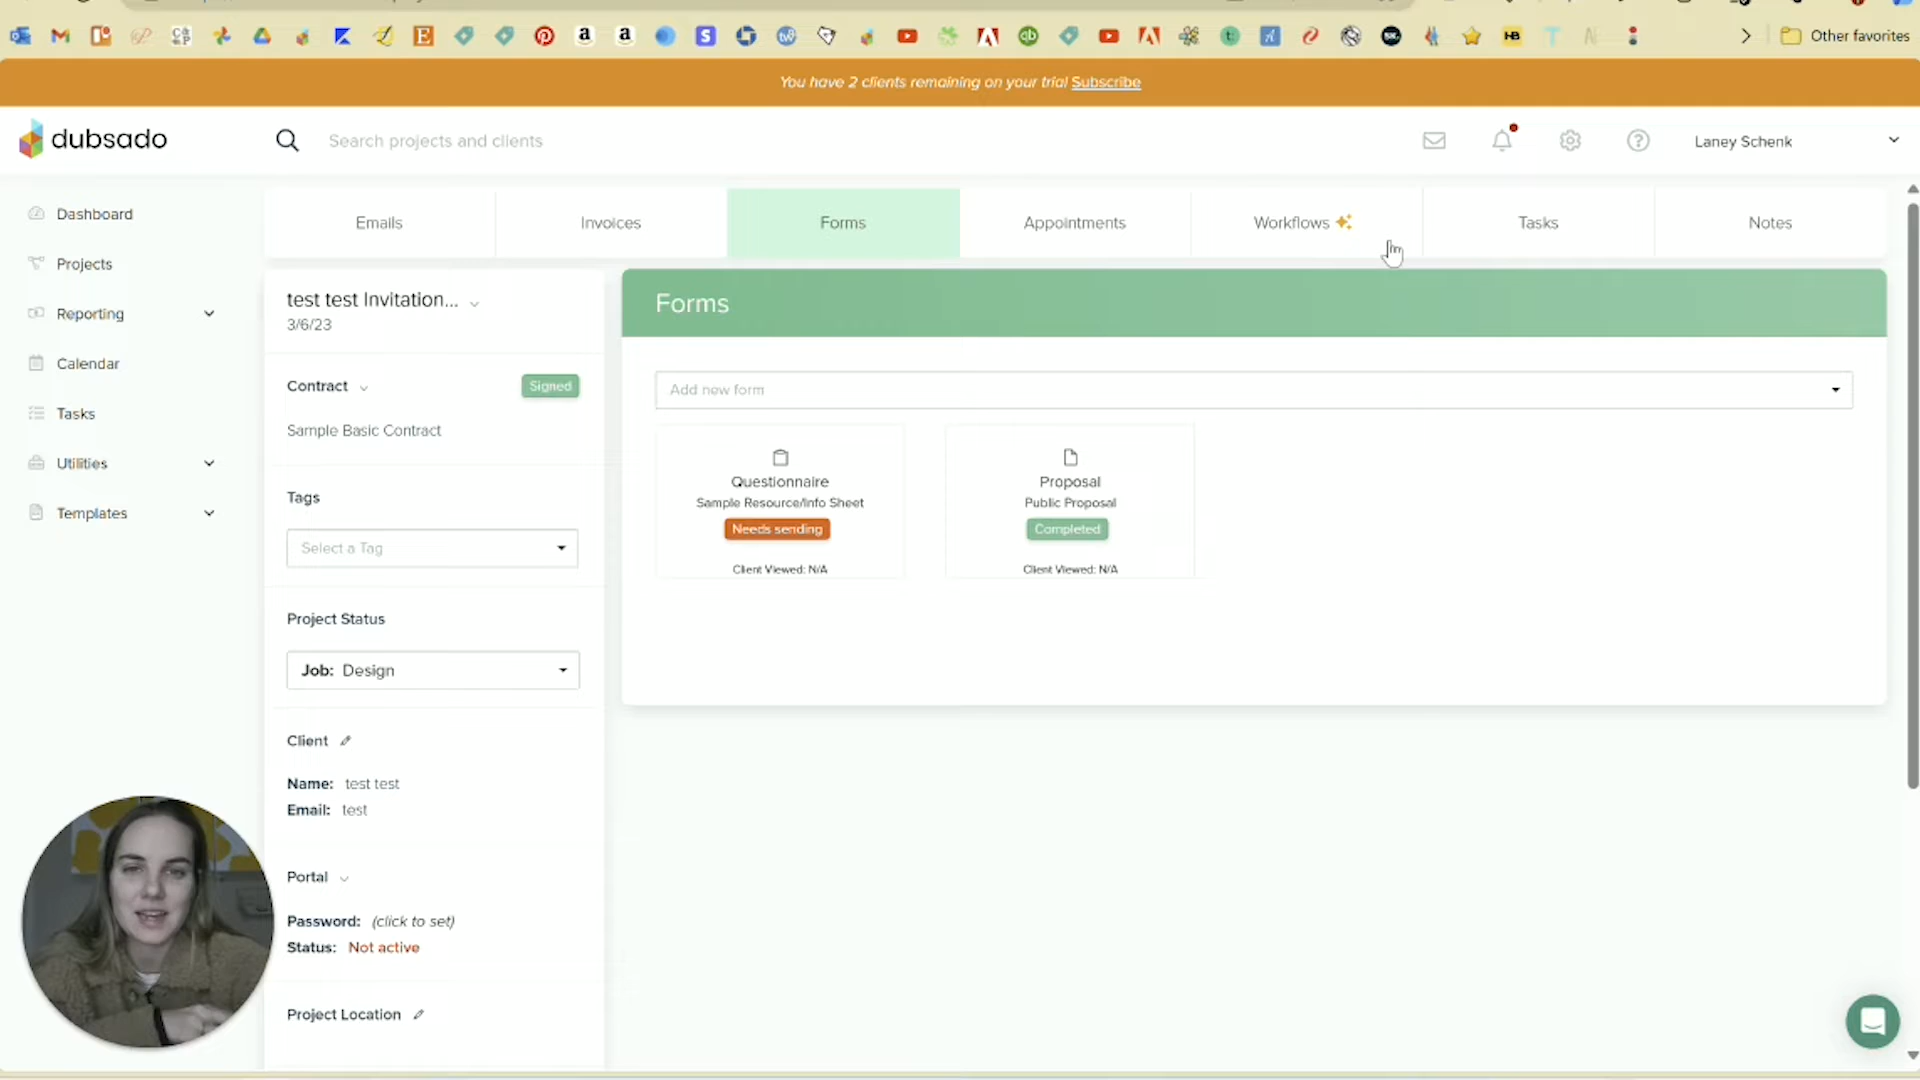 Other favorites
You have 2 clients remaining on your trial Subscribe
dubsado
Search projects and clients
Laney Schenk
Dashboard
Projects
Reporting
Calendar
Tasks
Utilities
Templates
Emails
Invoices
Forms
Appointments
Workflows
Tasks
Notes
test test Invitation...
3/6/23
Contract
Signed
Sample Basic Contract
Tags
Select a Tag
Project Status
Job: Design
Client
Name: test test
Email: test
Portal
Password: (click to set)
Status: Not active
Project Location
Forms
Add new form
Questionnaire
Sample Resource/Info Sheet
Needs sending
Client Viewed: N/A
Proposal
Public Proposal
Completed
Client Viewed: N/A